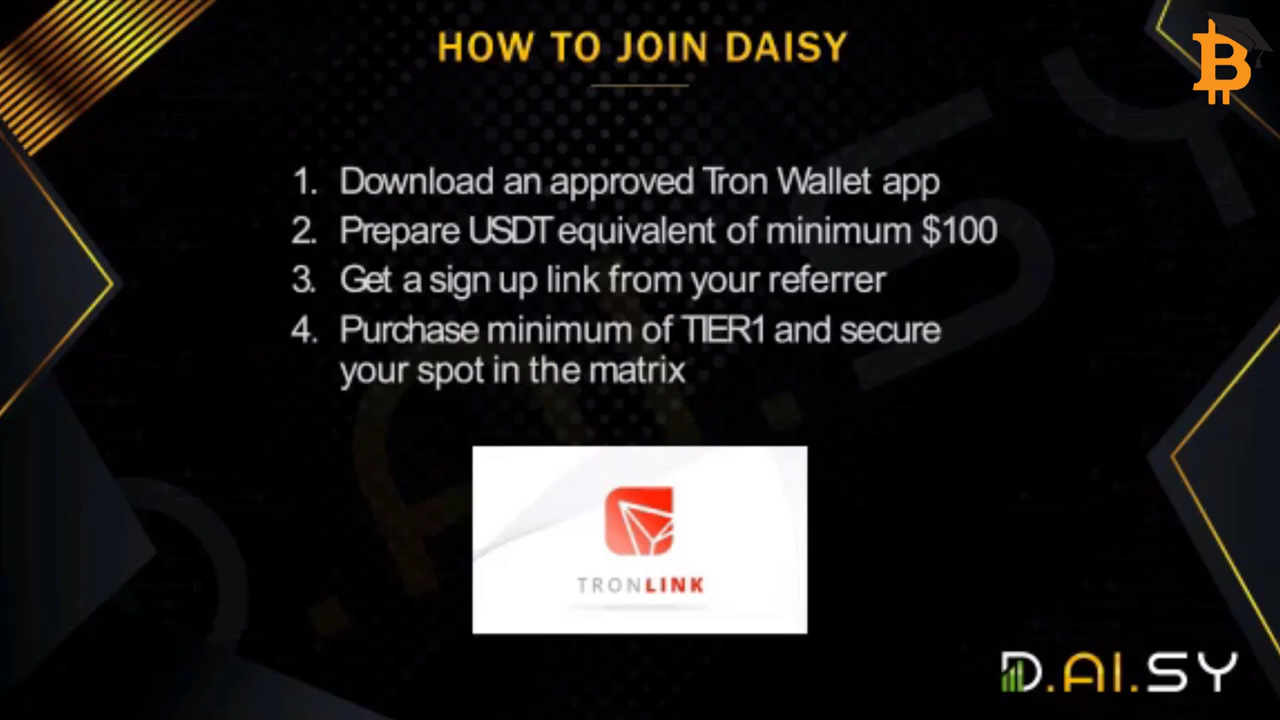 HOW TO JOIN DAISY
1. Download an approved Tron Wallet app
2. Prepare USDT equivalent of minimum $100
3. Get a sign up link from your referrer
4. Purchase minimum of TIER1 and secure
your spot in the matrix
TRONLINK
D.AI.SY